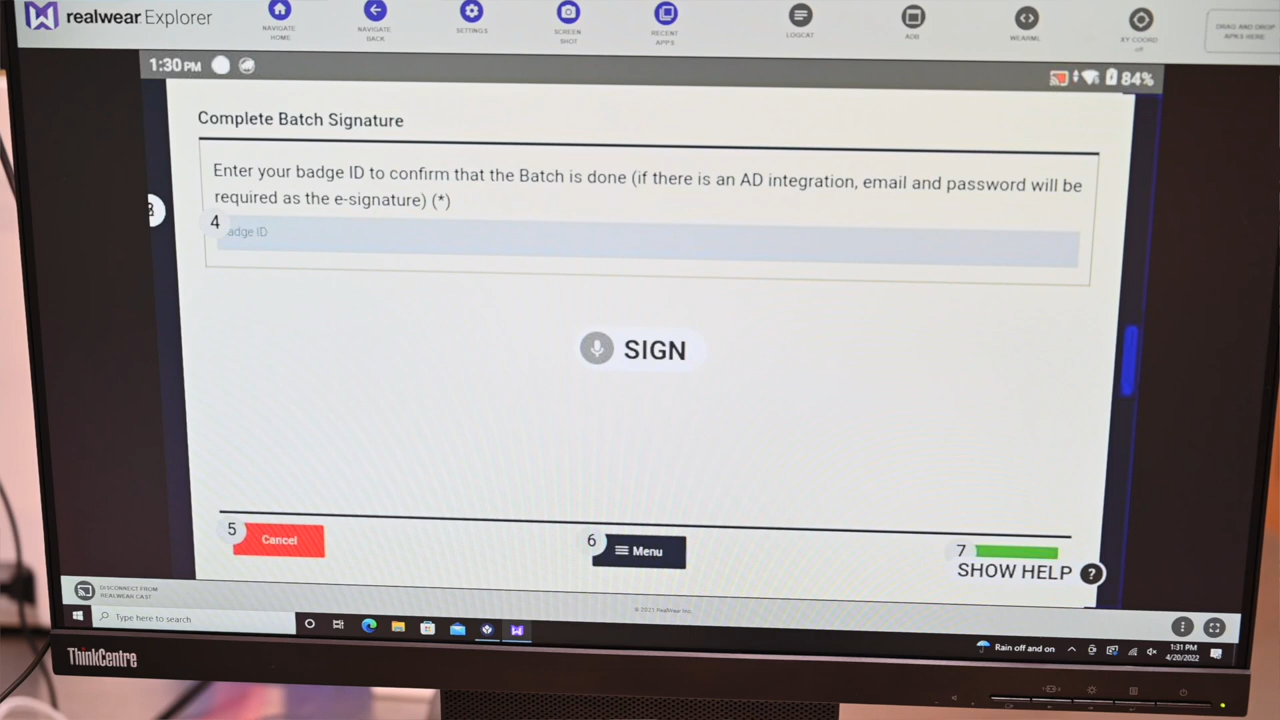 realwear Explorer
NAVIGATE HOME
NAVIGATE BACK
SETTINGS
SCREEN SHOT
RECENT APPS
LOGCAT
ADB
WEARML
XY COORD off
DRAG AND DROP APKS HERE
1:30 PM
84%
Complete Batch Signature
Enter your badge ID to confirm that the Batch is done (if there is an AD integration, email and password will be
required as the e-signature) (*)
4
adge ID
SIGN
5
Cancel
6
Menu
7
SHOW HELP ?
DISCONNECT FROM
REALWEAR CAST
© 2021 RealWear Inc.
Type here to search
Rain off and on
1:31 PM
4/20/2022
ThinkCentre